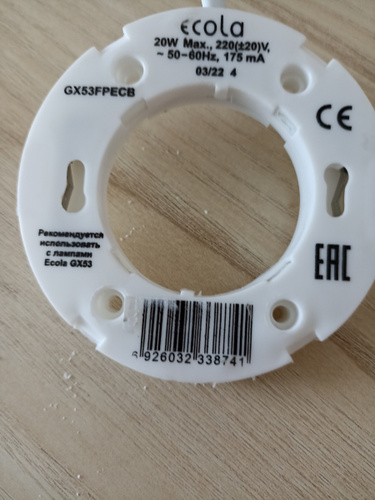 ecola
20W Max., 220(±20)V,
~ 50-60Hz, 175 mA
03/22 4
GX53FPECB
CE
Рекомендуется
использовать
с лампами
Ecola GX53
EAC
6 926032 338741